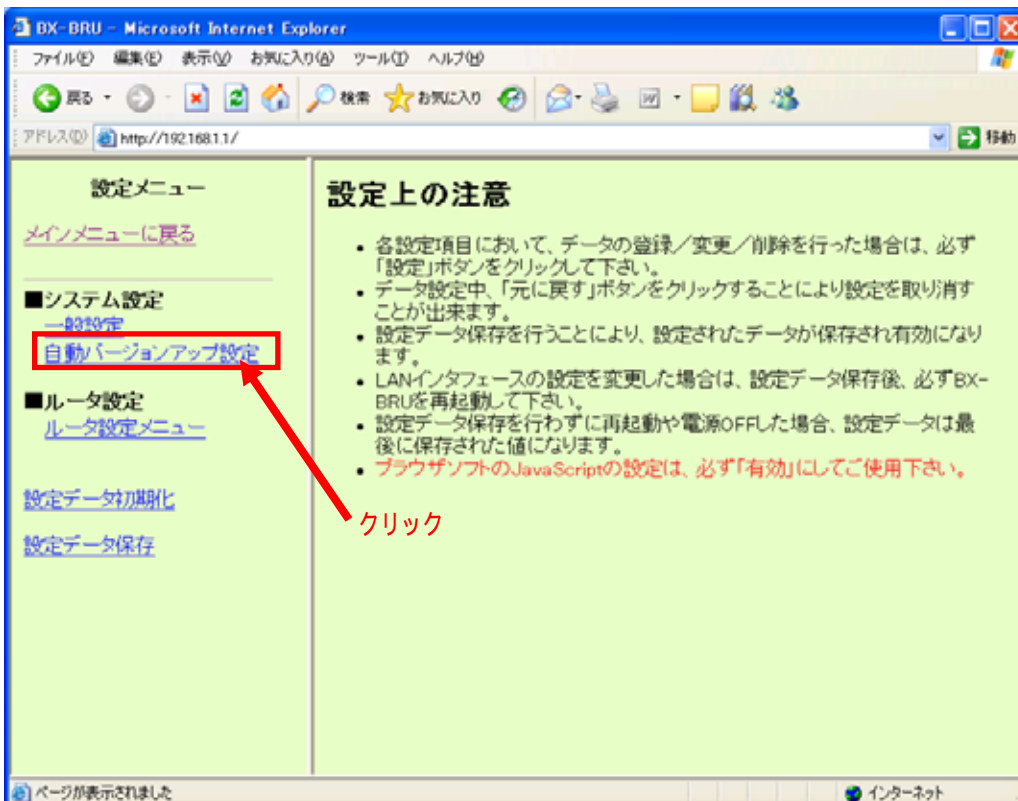 BX-BRU - Microsoft Internet Explorer
ファイル(F) 編集(E) 表示(V) お気に入り(A) ツール(T) ヘルプ(H)
戻る 検索 お気に入り
アドレス(D) http://192.168.1.1/ 移動
設定メニュー
メインメニューに戻る
■システム設定
一般設定
自動バージョンアップ設定
■ルータ設定
ルータ設定メニュー
設定データ初期化
設定データ保存
設定上の注意
• 各設定項目において、データの登録／変更／削除を行った場合は、必ず
「設定」ボタンをクリックして下さい。
• データ設定中、「元に戻す」ボタンをクリックすることにより設定を取り消す
ことが出来ます。
• 設定データ保存を行うことにより、設定されたデータが保存され有効になり
ます。
• LANインタフェースの設定を変更した場合は、設定データ保存後、必ずBX-
BRUを再起動して下さい。
• 設定データ保存を行わずに再起動や電源OFFした場合、設定データは最
後に保存された値になります。
• ブラウザソフトのJavaScriptの設定は、必ず「有効」にしてご使用下さい。
クリック
ページが表示されました インターネット